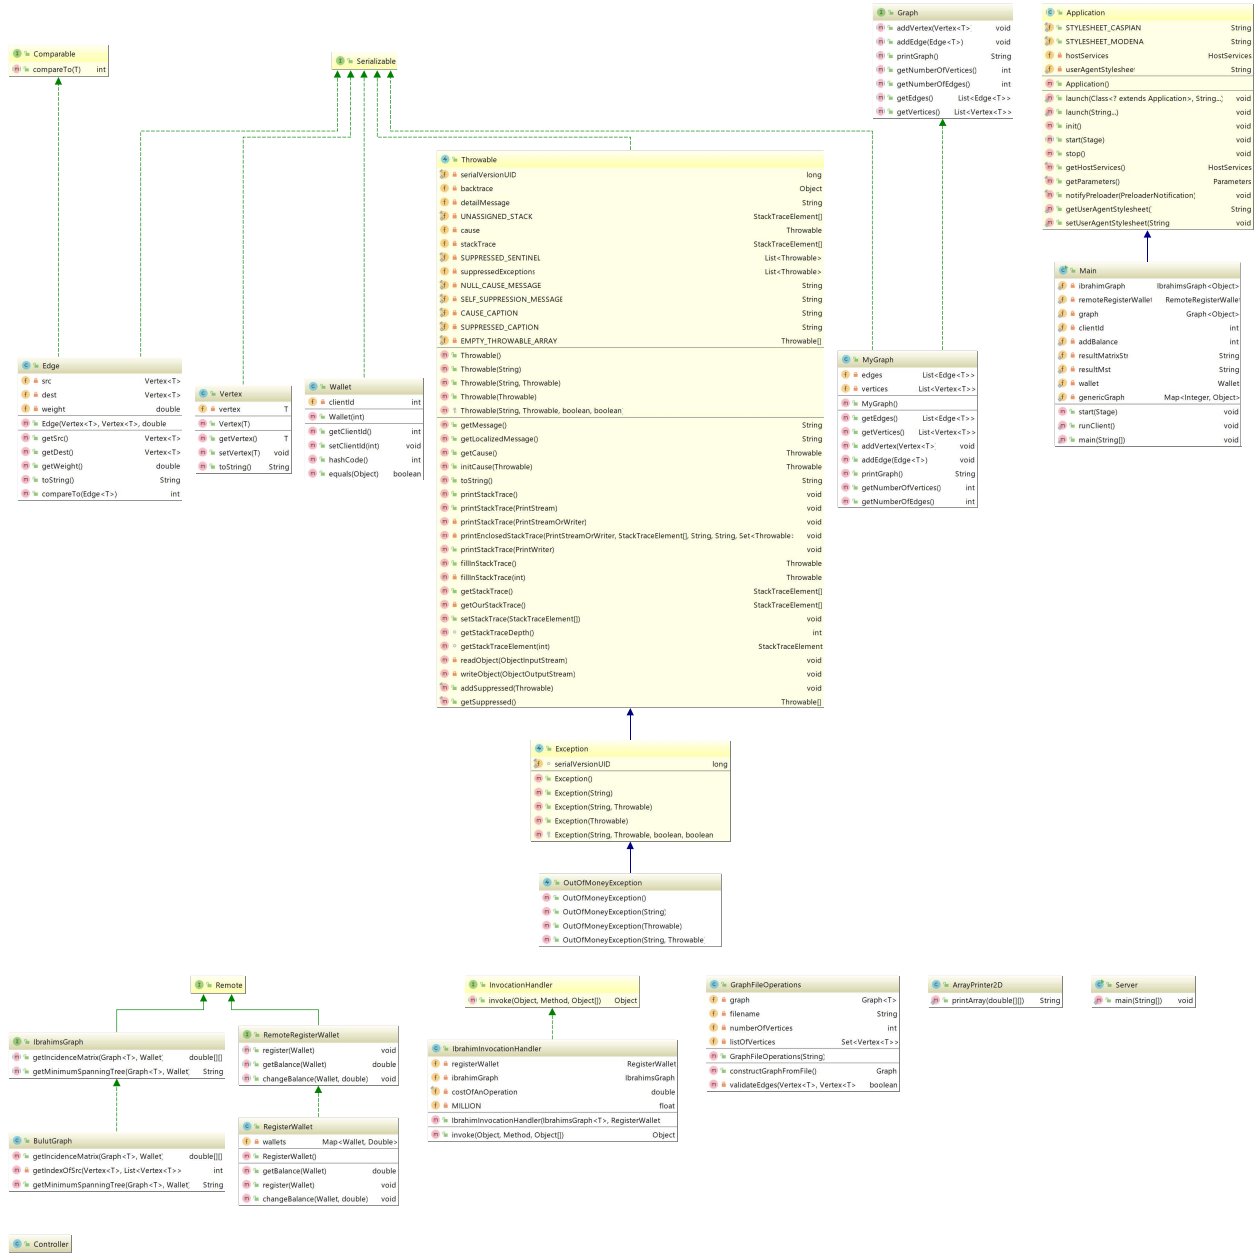 Comparable
compareTo(T) int
Serializable
Graph
addVertex(Vertex<T>
void
addEdge(Edge<T>) void
printGraph() String
getNumberOfVertices() int
getNumberOfEdges() int
getEdges() List<Edge<T>>
getVertices() List<Vertex<T>>
Application
STYLESHEET_CASPIAN String
STYLESHEET_MODENA String
hostServices HostServices
userAgentStylesheet String
Application()
launch(Class<? extends Application>, String...) void
launch(String...) void
init() void
start(Stage) void
stop() void
getHostServices() HostServices
getParameters() Parameters
notifyPreloader(PreloaderNotification) void
getUserAgentStylesheet( String
setUserAgentStylesheet(String void
Throwable
serialVersionUID long
backtrace Object
detailMessage String
UNASSIGNED_STACK StackTraceElement[]
cause Throwable
stackTrace StackTraceElement[]
SUPPRESSED_SENTINEL List<Throwable>
suppressedExceptions List<Throwable>
NULL_CAUSE_MESSAGE String
SELF_SUPPRESSION_MESSAGE String
CAUSE_CAPTION String
SUPPRESSED_CAPTION String
EMPTY_THROWABLE_ARRAY Throwable[]
Throwable()
Throwable(String)
Throwable(String, Throwable)
Throwable(Throwable)
Throwable(String, Throwable, boolean, boolean)
getMessage() String
getLocalizedMessage() String
getCause() Throwable
initCause(Throwable) Throwable
toString() String
printStackTrace() void
printStackTrace(PrintStream) void
printStackTrace(PrintStreamOrWriter) void
printEnclosedStackTrace(PrintStreamOrWriter, StackTraceElement[], String, String, Set<Throwable> void
printStackTrace(PrintWriter) void
fillInStackTrace() Throwable
fillInStackTrace(int) Throwable
getStackTrace() StackTraceElement[]
getOurStackTrace() StackTraceElement[]
setStackTrace(StackTraceElement[]) void
getStackTraceDepth() int
getStackTraceElement(int) StackTraceElement
readObject(ObjectInputStream) void
writeObject(ObjectOutputStream) void
addSuppressed(Throwable) void
getSuppressed() Throwable[]
Main
ibrahimGraph IbrahimsGraph<Object>
remoteRegisterWallet RemoteRegisterWallet
graph Graph<Object>
clientId int
addBalance int
resultMatrixStr String
resultMst String
wallet Wallet
genericGraph Map<Integer, Object>
start(Stage) void
runClient() void
main(String[]) void
Edge
src Vertex<T>
dest Vertex<T>
weight double
Edge(Vertex<T>, Vertex<T>, double
getSrc() Vertex<T>
getDest() Vertex<T>
getWeight() double
toString() String
compareTo(Edge<T>) int
Vertex
vertex T
Vertex(T)
getVertex() T
setVertex(T) void
toString() String
Wallet
clientId int
Wallet(int)
getClientId() int
setClientId(int) void
hashCode() int
equals(Object) boolean
MyGraph
edges List<Edge<T>>
vertices List<Vertex<T>>
MyGraph()
getEdges() List<Edge<T>>
getVertices() List<Vertex<T>>
addVertex(Vertex<T>) void
addEdge(Edge<T>) void
printGraph() String
getNumberOfVertices() int
getNumberOfEdges() int
Exception
serialVersionUID long
Exception()
Exception(String)
Exception(String, Throwable)
Exception(Throwable)
Exception(String, Throwable, boolean, boolean
OutOfMoneyException
OutOfMoneyException()
OutOfMoneyException(String)
OutOfMoneyException(Throwable)
OutOfMoneyException(String, Throwable)
Remote
InvocationHandler
invoke(Object, Method, Object[]) Object
GraphFileOperations
graph Graph<T>
filename String
numberOfVertices int
listOfVertices Set<Vertex<T>>
GraphFileOperations(String)
constructGraphFromFile() Graph
validateEdges(Vertex<T>, Vertex<T> boolean
ArrayPrinter2D
printArray(double[][]) String
Server
main(String[]) void
IbrahimsGraph
getIncidenceMatrix(Graph<T>, Wallet) double[][]
getMinimumSpanningTree(Graph<T>, Wallet String
RemoteRegisterWallet
register(Wallet) void
getBalance(Wallet) double
changeBalance(Wallet, double) void
IbrahimInvocationHandler
registerWallet RegisterWallet
ibrahimGraph IbrahimsGraph
costOfAnOperation double
MILLION float
IbrahimInvocationHandler(IbrahimsGraph<T>, RegisterWallet
invoke(Object, Method, Object[]) Object
BulutGraph
getIncidenceMatrix(Graph<T>, Wallet) double[][]
getIndexOfSrc(Vertex<T>, List<Vertex<T>> int
getMinimumSpanningTree(Graph<T>, Wallet String
RegisterWallet
wallets Map<Wallet, Double>
RegisterWallet()
getBalance(Wallet) double
register(Wallet) void
changeBalance(Wallet, double) void
Controller